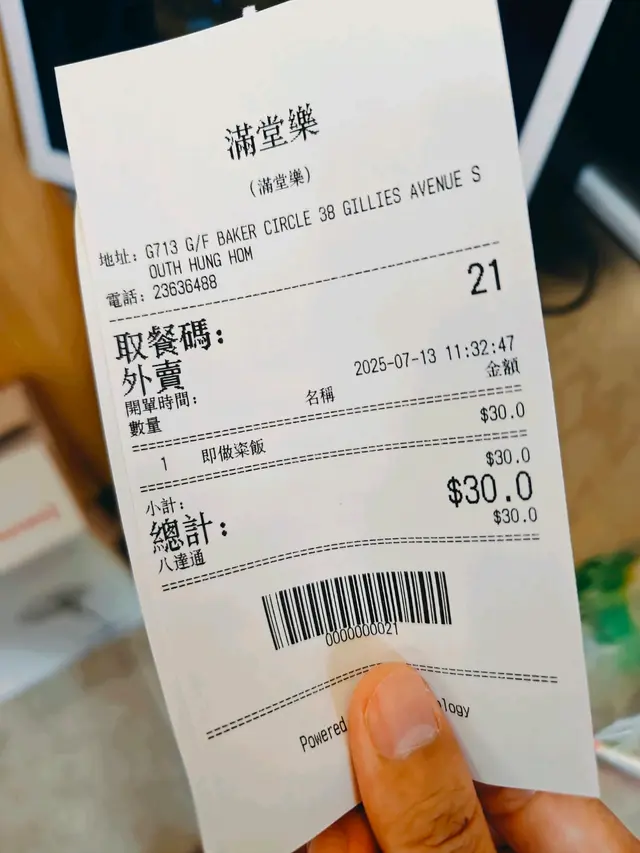 滿堂樂
(滿堂樂)
地址: G713 G/F BAKER CIRCLE 38 GILLIES AVENUE S
OUTH HUNG HOM
電話: 23636488
取餐碼: 21
外賣
開單時間: 2025-07-13 11:32:47
數量 名稱 金額
1 即做粢飯 $30.0
小計: $30.0
總計: $30.0
八達通 $30.0
0000000021
Powered